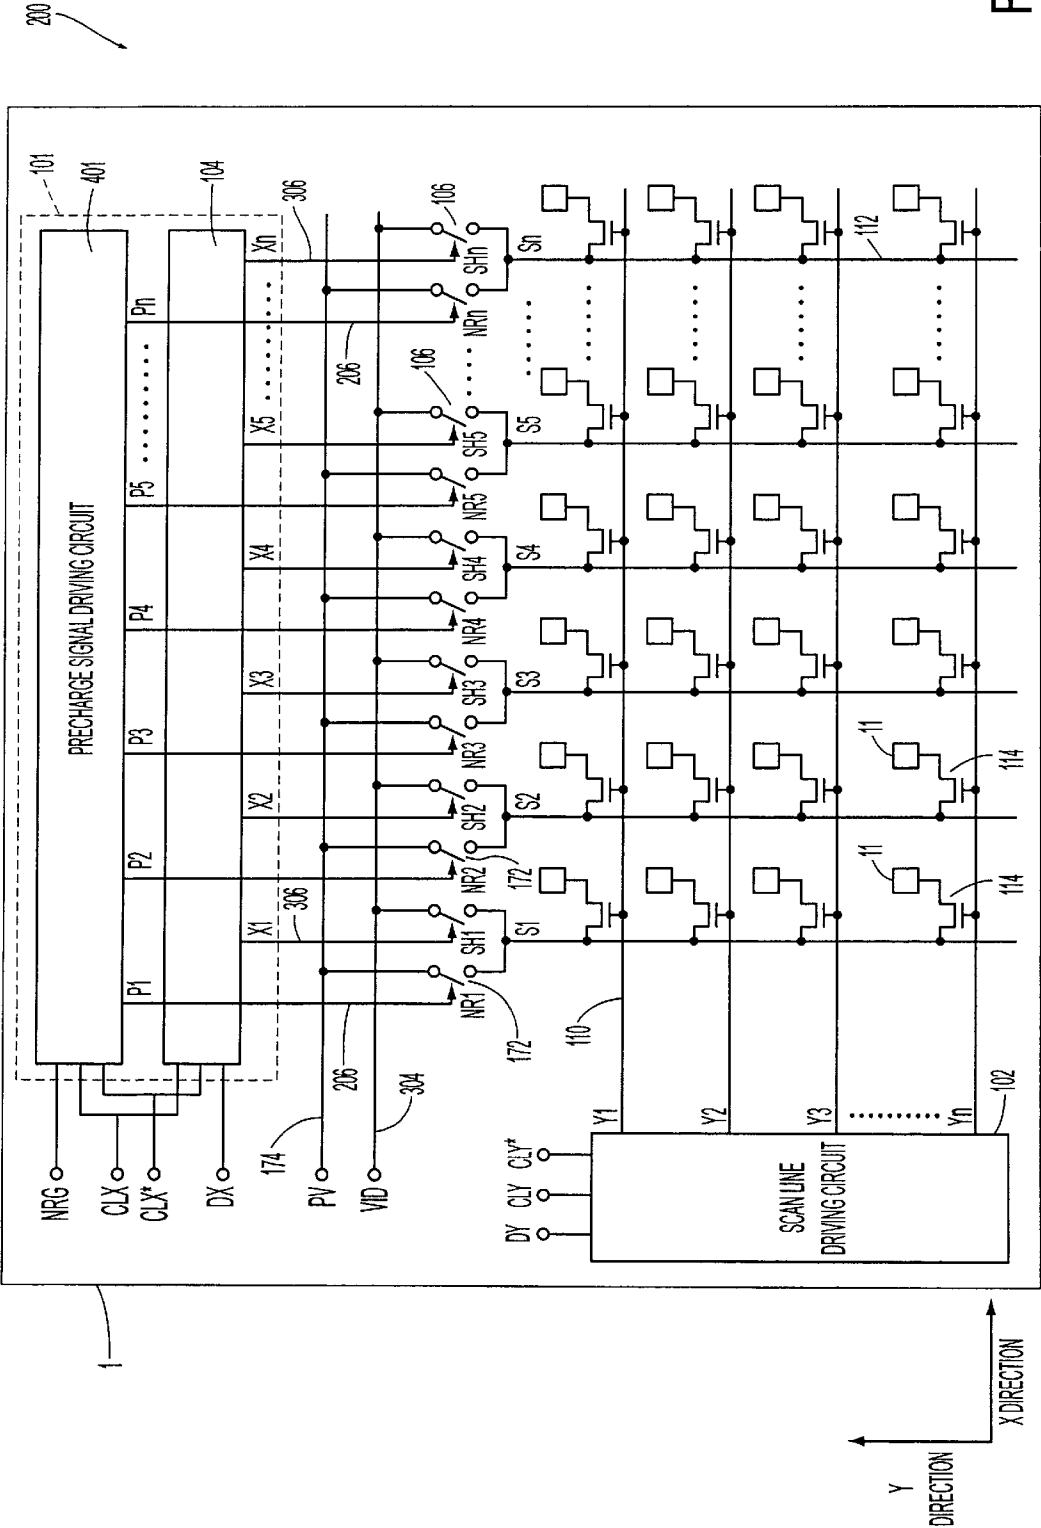 200
F
1
101
401
104
PRECHARGE SIGNAL DRIVING CIRCUIT
NRG
CLX
CLX*
DX
PV
VID
174
304
P1 P2 P3 P4 P5 Pn
X1 X2 X3 X4 X5 Xn
306 306
206 206
NR1 SH1 NR2 SH2 NR3 SH3 NR4 SH4 NR5 SH5 NRn SHn
172 172 106 106
S1 S2 S3 S4 S5 Sn
110
112
DY CLY CLY*
Y1
Y2
Y3
Yn
SCAN LINE
DRIVING CIRCUIT
102
11 11
114 114
Y
DIRECTION
X DIRECTION